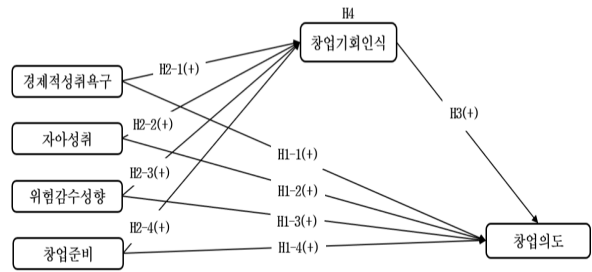 H4
창업기회인식
경제적성취욕구
H2-1(+)
H2-2(+)
H3(+)
자아성취
H1-1(+)
H2-3(+)
위험감수성향
H1-2(+)
H1-3(+)
H2-4(+)
창업준비
H1-4(+)
창업의도